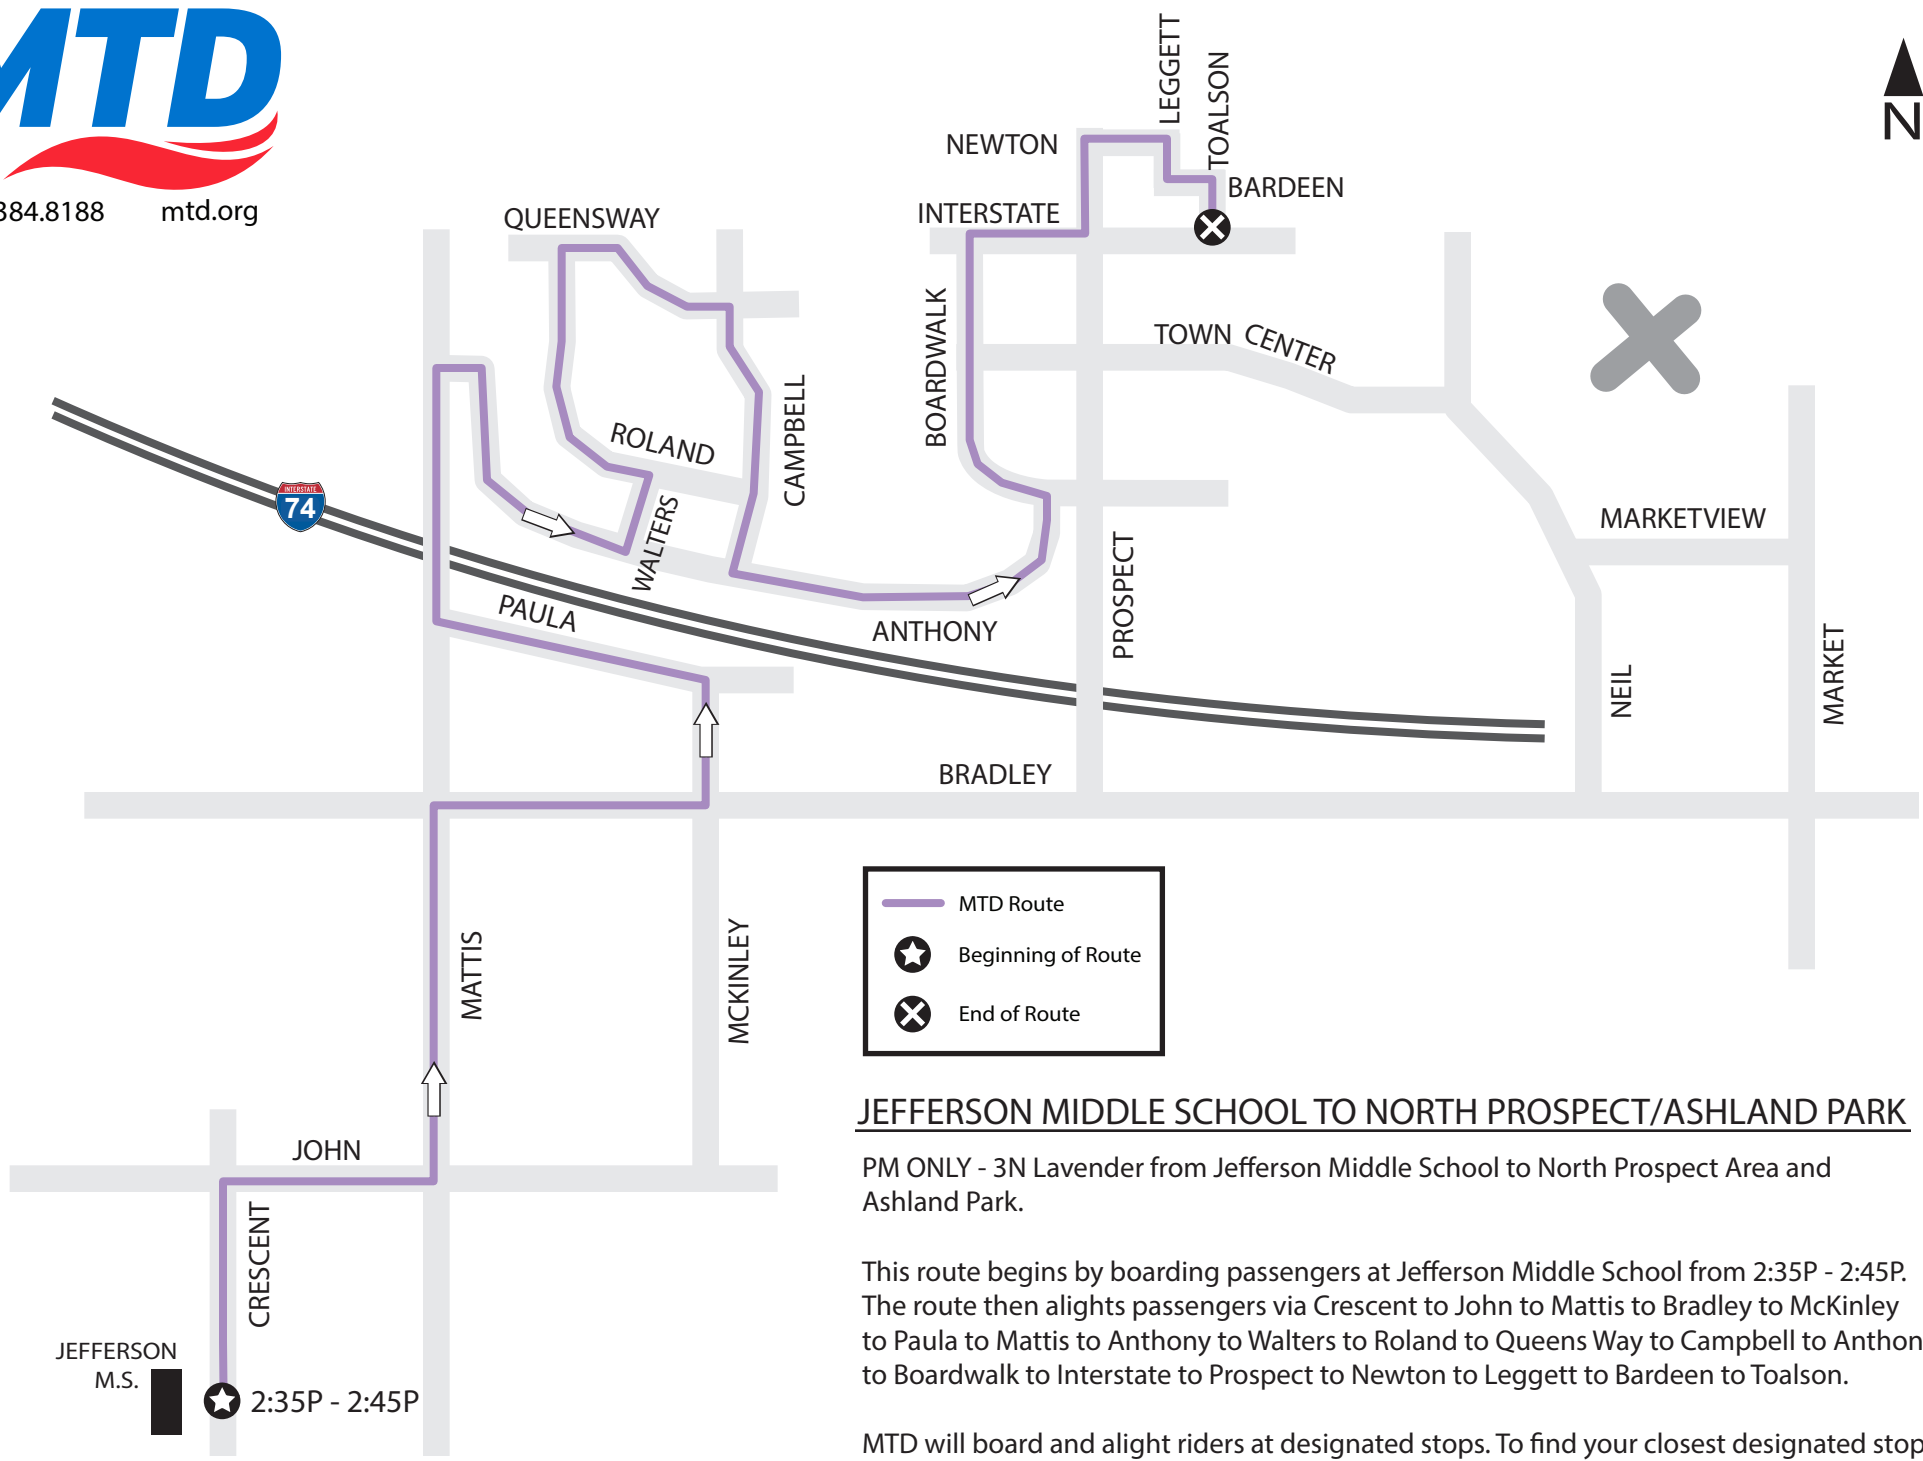 MTD
384.8188 mtd.org
N
LEGGETT
TOALSON
NEWTON
BARDEEN
INTERSTATE
QUEENSWAY
BOARDWALK
TOWN CENTER
CAMPBELL
ROLAND
WALTERS
INTERSTATE
74
MARKETVIEW
PROSPECT
PAULA
ANTHONY
NEIL
MARKET
BRADLEY
MATTIS
MCKINLEY
MTD Route
Beginning of Route
End of Route
JOHN
CRESCENT
JEFFERSON
M.S.
2:35P - 2:45P
JEFFERSON MIDDLE SCHOOL TO NORTH PROSPECT/ASHLAND PARK
PM ONLY - 3N Lavender from Jefferson Middle School to North Prospect Area and
Ashland Park.
This route begins by boarding passengers at Jefferson Middle School from 2:35P - 2:45P.
The route then alights passengers via Crescent to John to Mattis to Bradley to McKinley
to Paula to Mattis to Anthony to Walters to Roland to Queens Way to Campbell to Anthon
to Boardwalk to Interstate to Prospect to Newton to Leggett to Bardeen to Toalson.
MTD will board and alight riders at designated stops. To find your closest designated stop